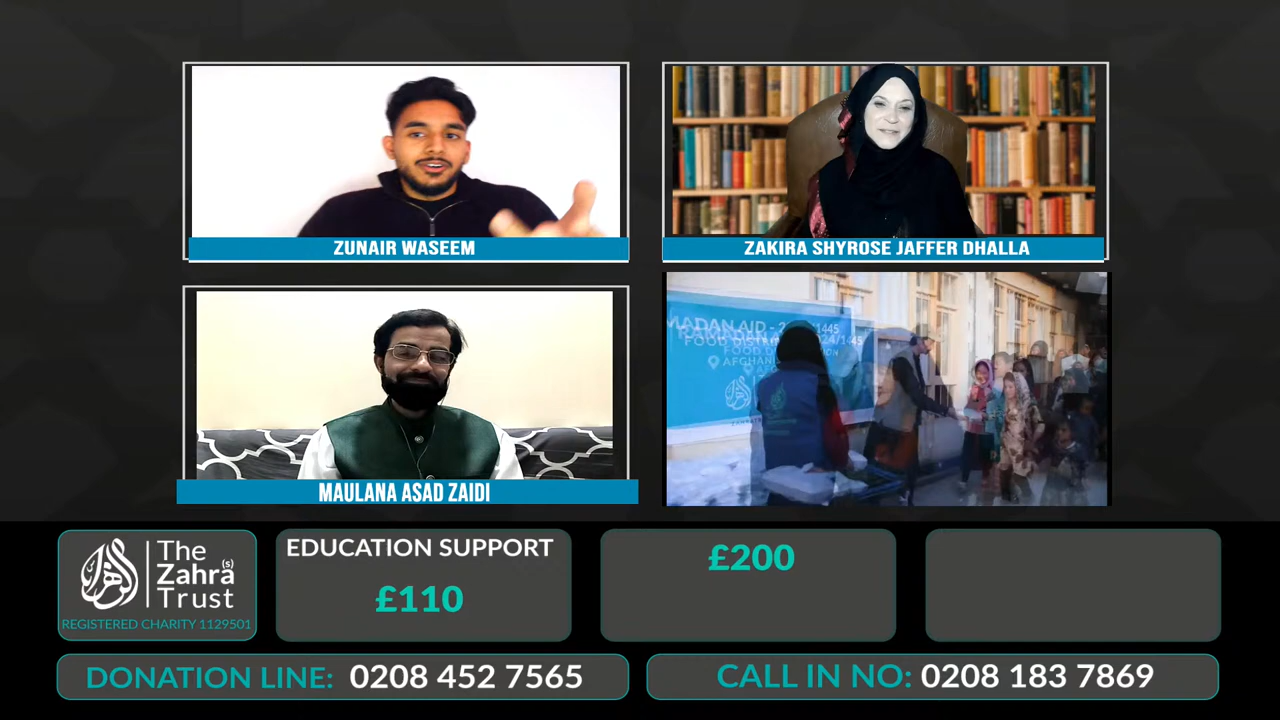 ZUNAIR WASEEM
ZAKIRA SHYROSE JAFFER DHALLA
MAULANA ASAD ZAIDI
The
Zahra (s)
Trust
REGISTERED CHARITY 1129501
EDUCATION SUPPORT
£110
£200
DONATION LINE: 0208 452 7565
CALL IN NO: 0208 183 7869